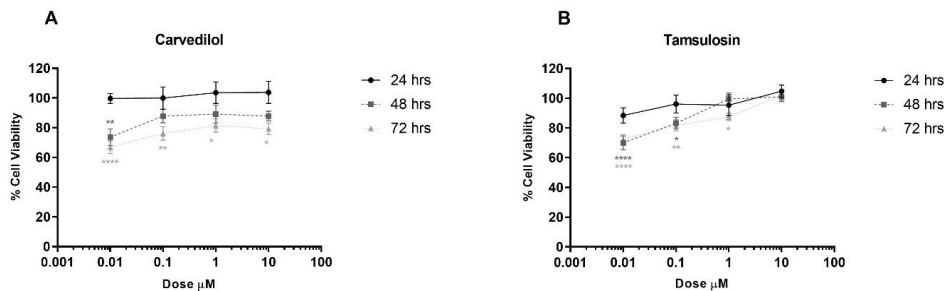 A
Carvedilol
120
100
80
60
40
20
0
% Cell Viability
0.001 0.01 0.1 1 10 100
Dose μM
** **** ** * *
24 hrs
48 hrs
72 hrs
B
Tamsulosin
120
100
80
60
40
20
0
% Cell Viability
0.001 0.01 0.1 1 10 100
Dose μM
**** **** * ** *
24 hrs
48 hrs
72 hrs